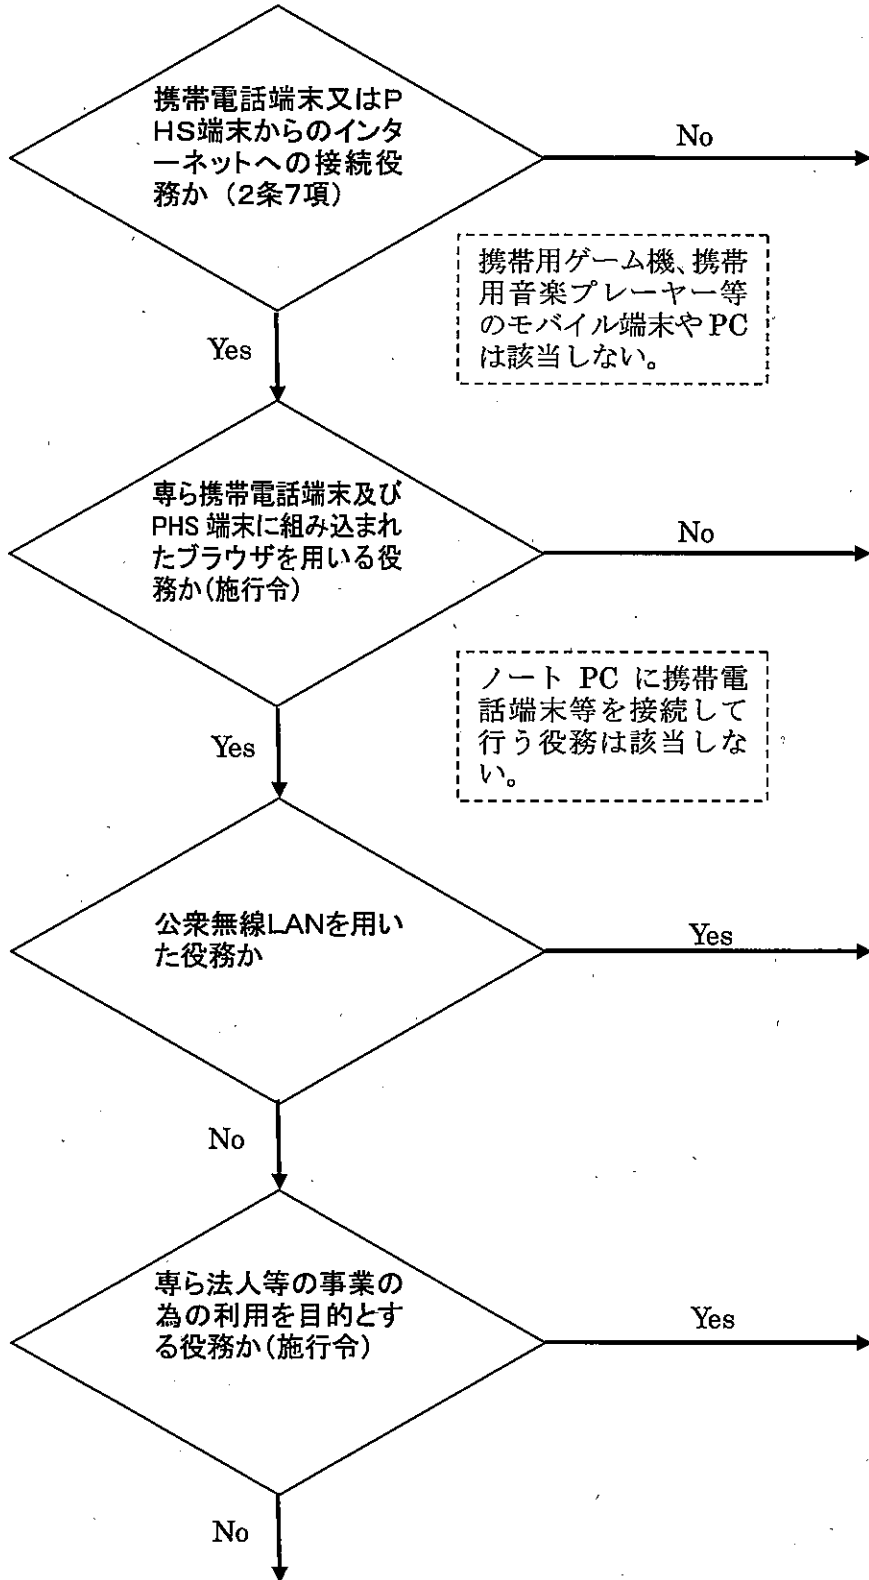 携帯電話端末又はP
HS端末からのインタ
ーネットへの接続役
務か（2条7項）
No
携帯用ゲーム機、携帯
用音楽プレーヤー等
のモバイル端末や PC
は該当しない。
Yes
専ら携帯電話端末及び
PHS 端末に組み込まれ
たブラウザを用いる役
務か(施行令)
No
ノート PC に携帯電
話端末等を接続して
行う役務は該当しな
い。
Yes
公衆無線LANを用い
た役務か
Yes
No
専ら法人等の事業の
為の利用を目的とす
る役務か(施行令)
Yes
No